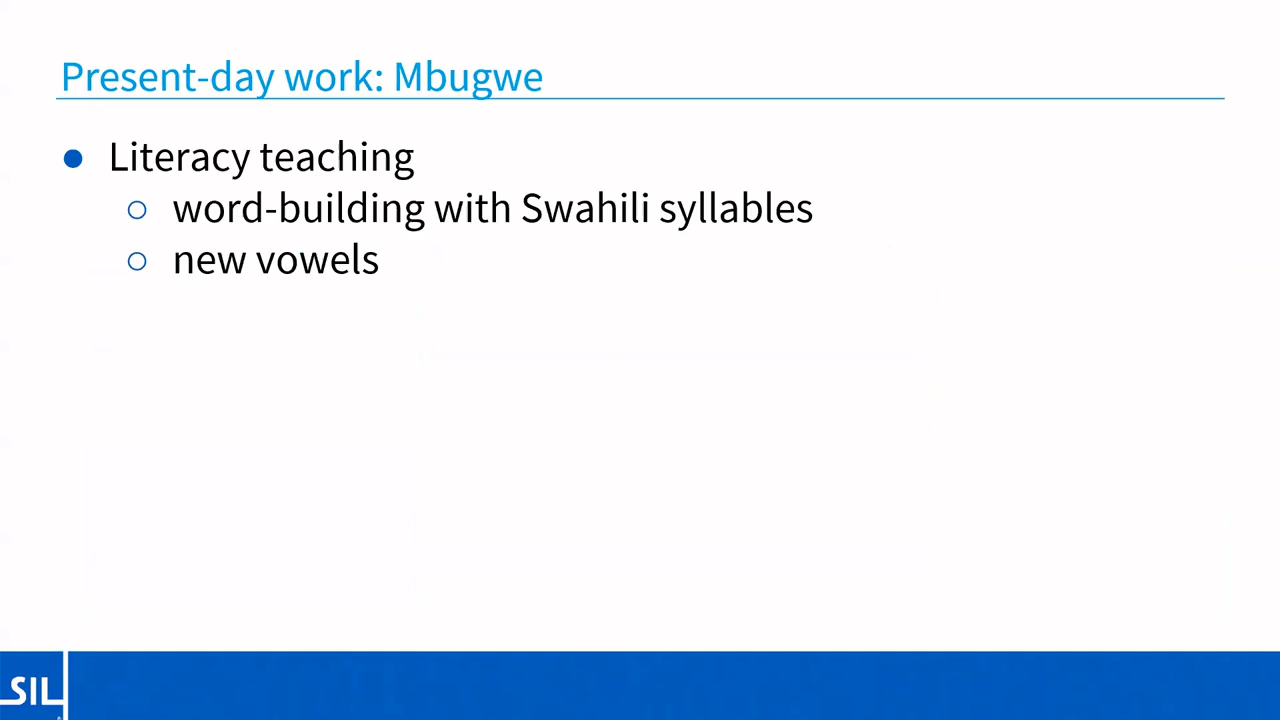 Present-day work: Mbugwe
● Literacy teaching
○ word-building with Swahili syllables
○ new vowels
SIL